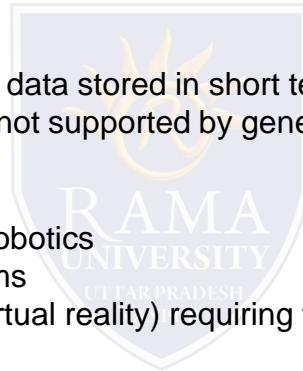 data stored in short te
not supported by gene
obotics
ns
rtual reality) requiring
RAMA
UNIVERSITY
UTTAR PRADESH